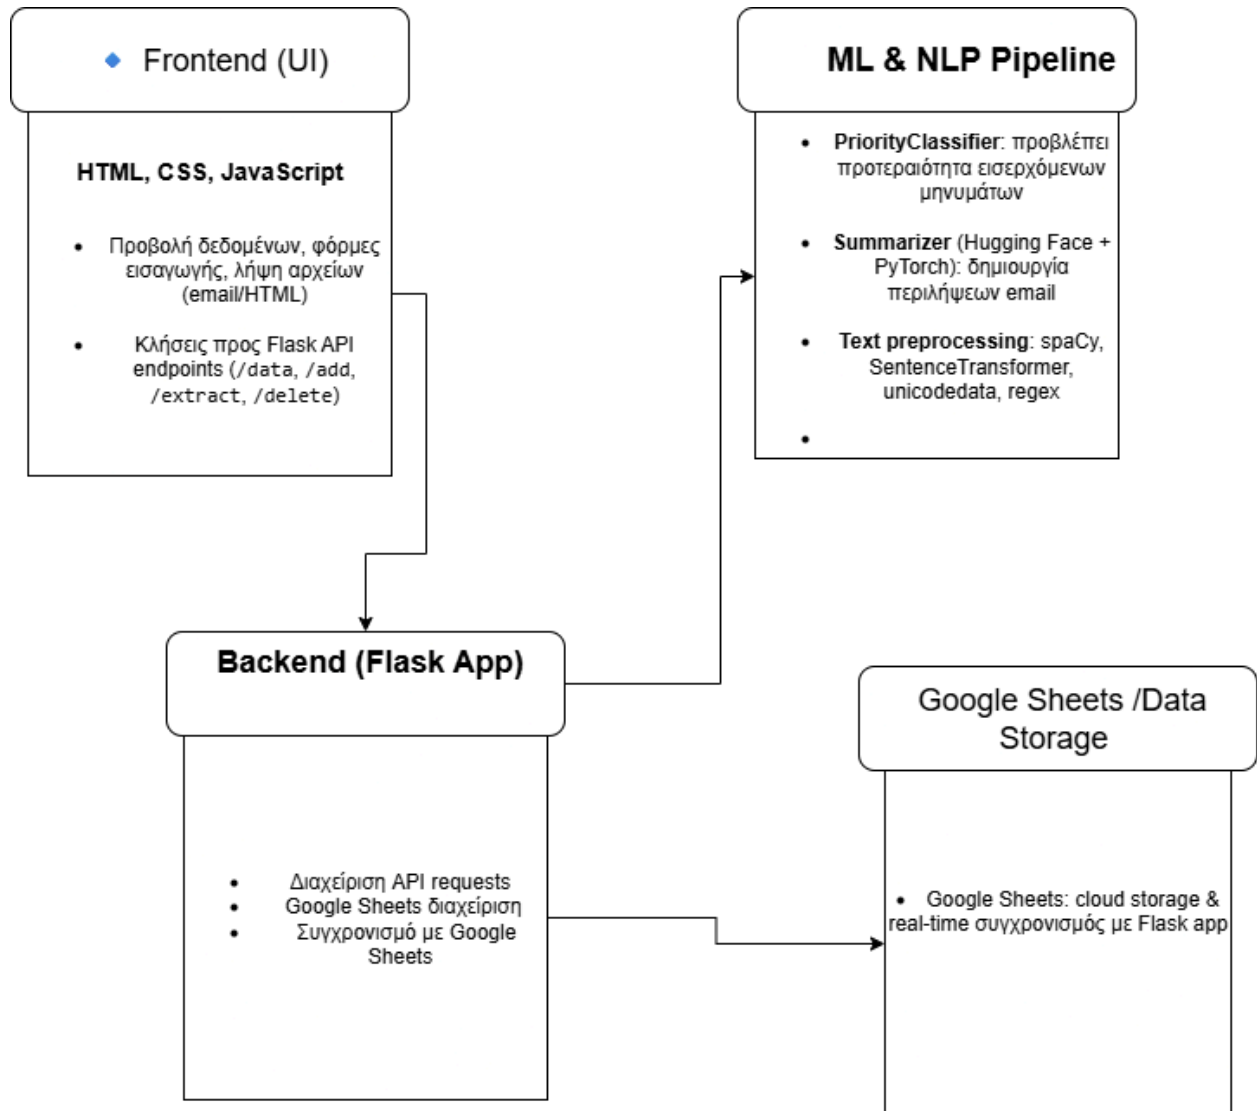 Frontend (UI)
HTML, CSS, JavaScript
• Προβολή δεδομένων, φόρμες
εισαγωγής, λήψη αρχείων
(email/HTML)
• Κλήσεις προς Flask API
endpoints (/data, /add,
/extract, /delete)
ML & NLP Pipeline
• PriorityClassifier: προβλέπει
προτεραιότητα εισερχόμενων
μηνυμάτων
• Summarizer (Hugging Face +
PyTorch): δημιουργία
περιλήψεων email
• Text preprocessing: spaCy,
SentenceTransformer,
unicodedata, regex
•
Backend (Flask App)
• Διαχείριση API requests
• Google Sheets διαχείριση
• Συγχρονισμό με Google
Sheets
Google Sheets /Data
Storage
• Google Sheets: cloud storage &
real-time συγχρονισμός με Flask app